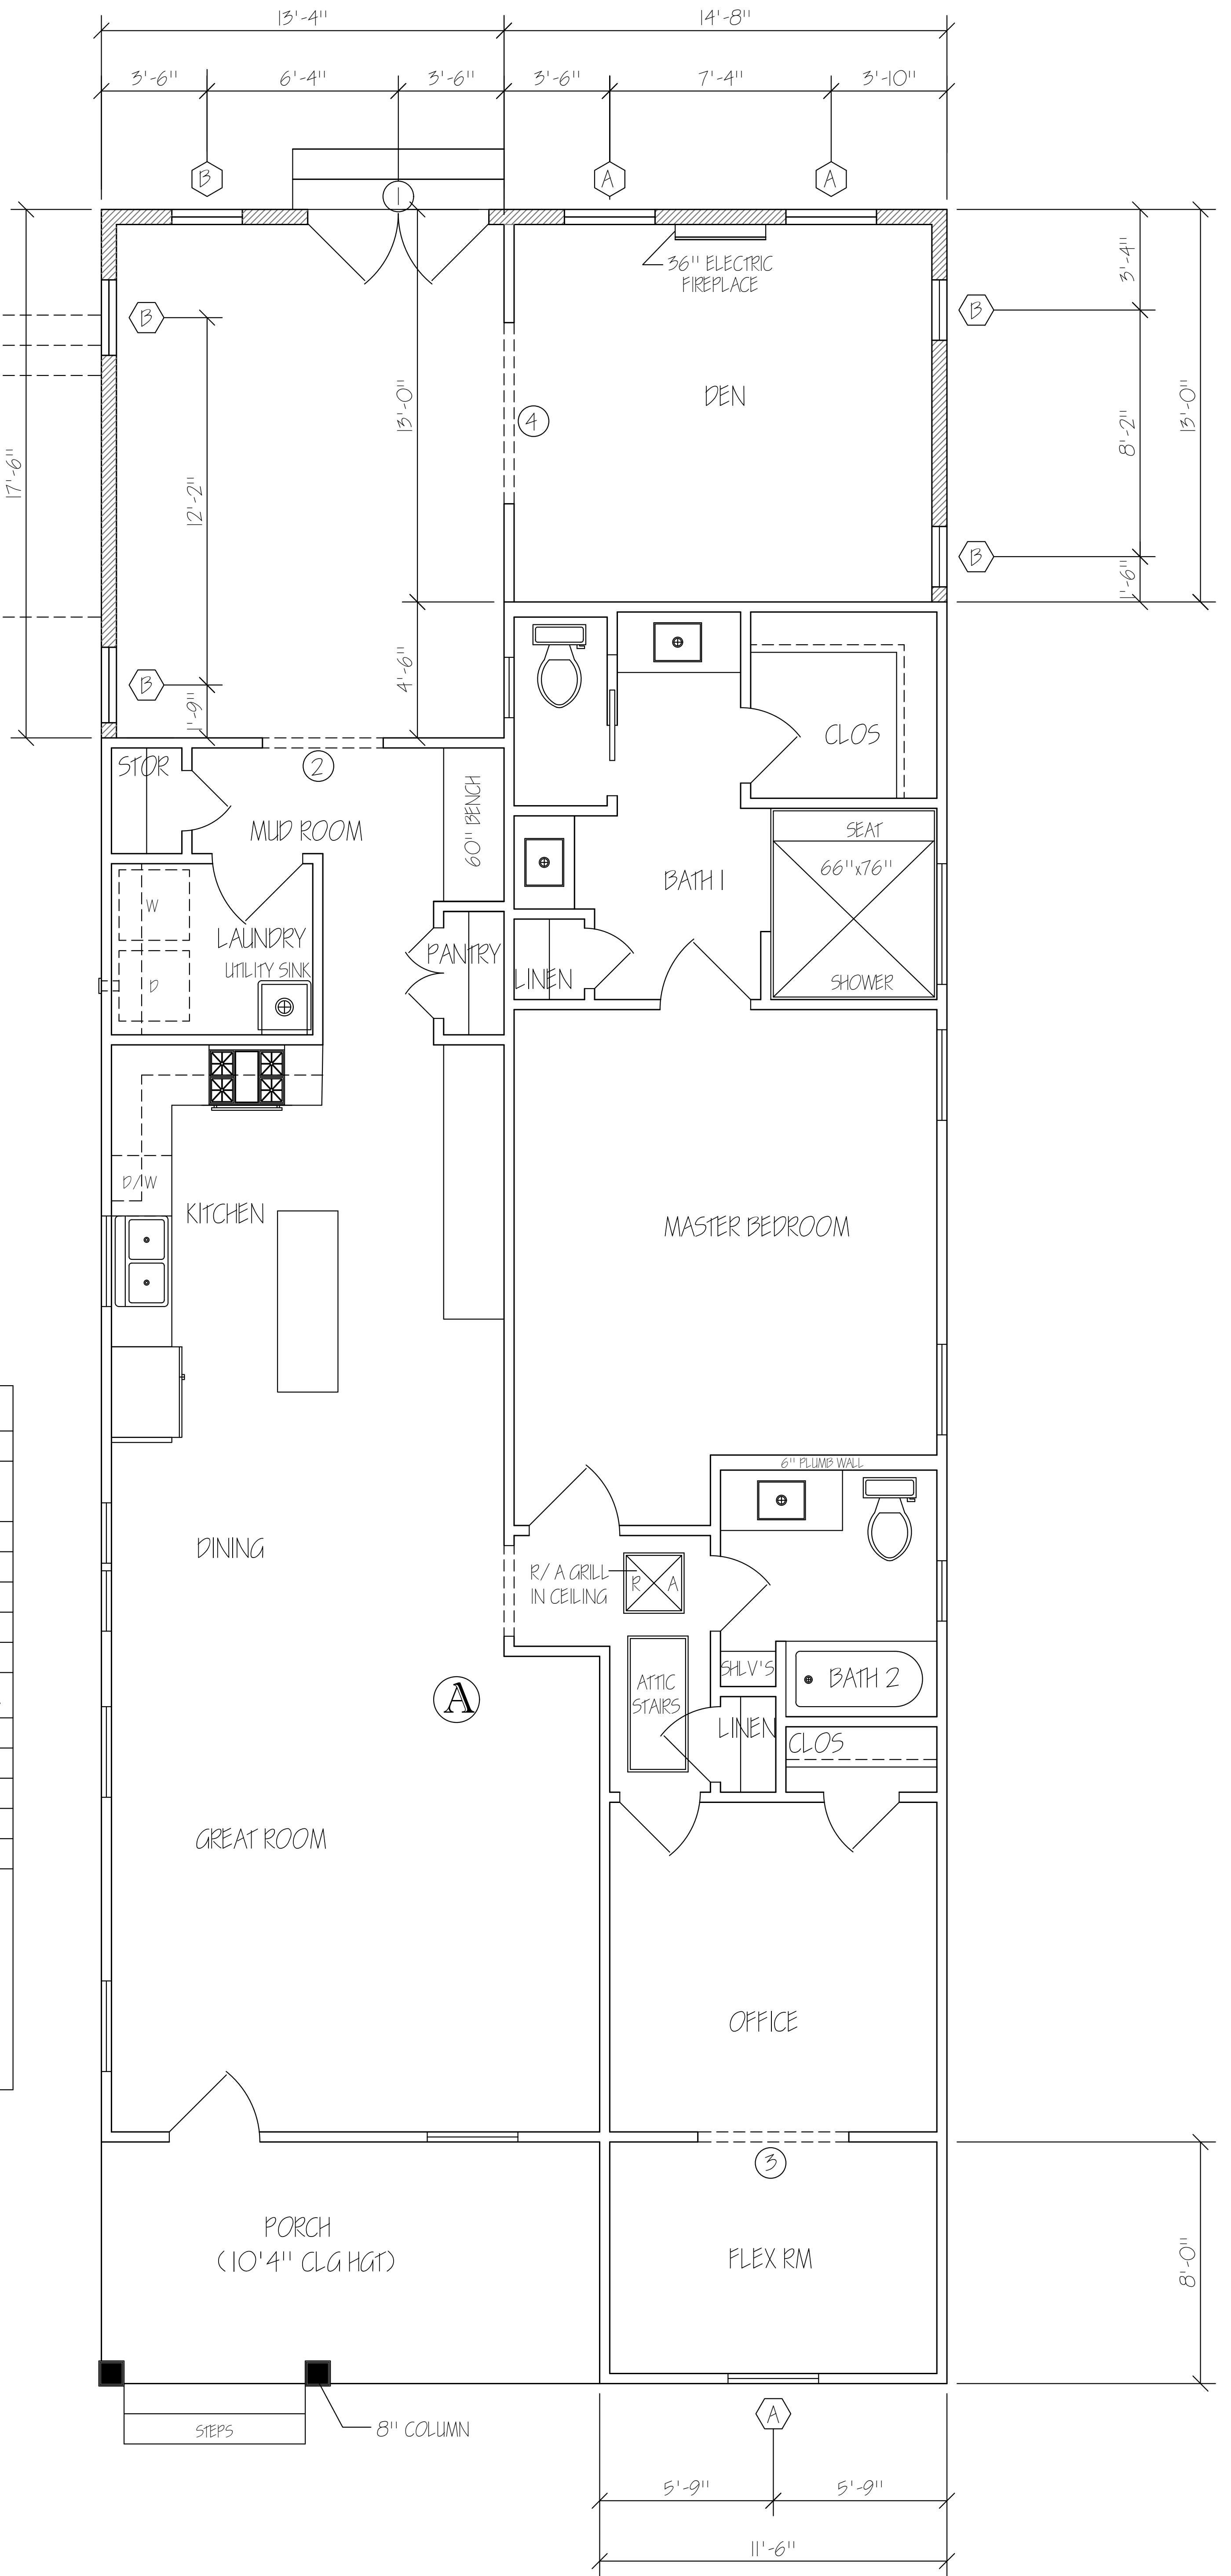 13'-4" 14'-8"
3'-6" 6'-4" 3'-6" 3'-6" 7'-4" 3'-10"
B A A
1
36" ELECTRIC
FIREPLACE
3'-4"
B B
DEN
13'-0" 4 8'-2" 13'-0"
17'-6"
12'-2"
B
1'-6"
4'-6"
B
1'-9"
CLOS
STOR 2
60" BENCH
MUD ROOM SEAT
66"x76"
BATH 1
W
LAUNDRY
PANTRY
UTILITY SINK
LINEN
D SHOWER
D/W
KITCHEN
MASTER BEDROOM
6" PLUMB WALL
DINING
R/A GRILL
IN CEILING
R A
SHLV'S
ATTIC
STAIRS
BATH 2
A
LINEN
CLOS
GREAT ROOM
OFFICE
3
PORCH
(10'4" CLG HGT)
FLEX RM
8'-0"
STEPS
8" COLUMN
A
5'-9" 5'-9"
11'-6"